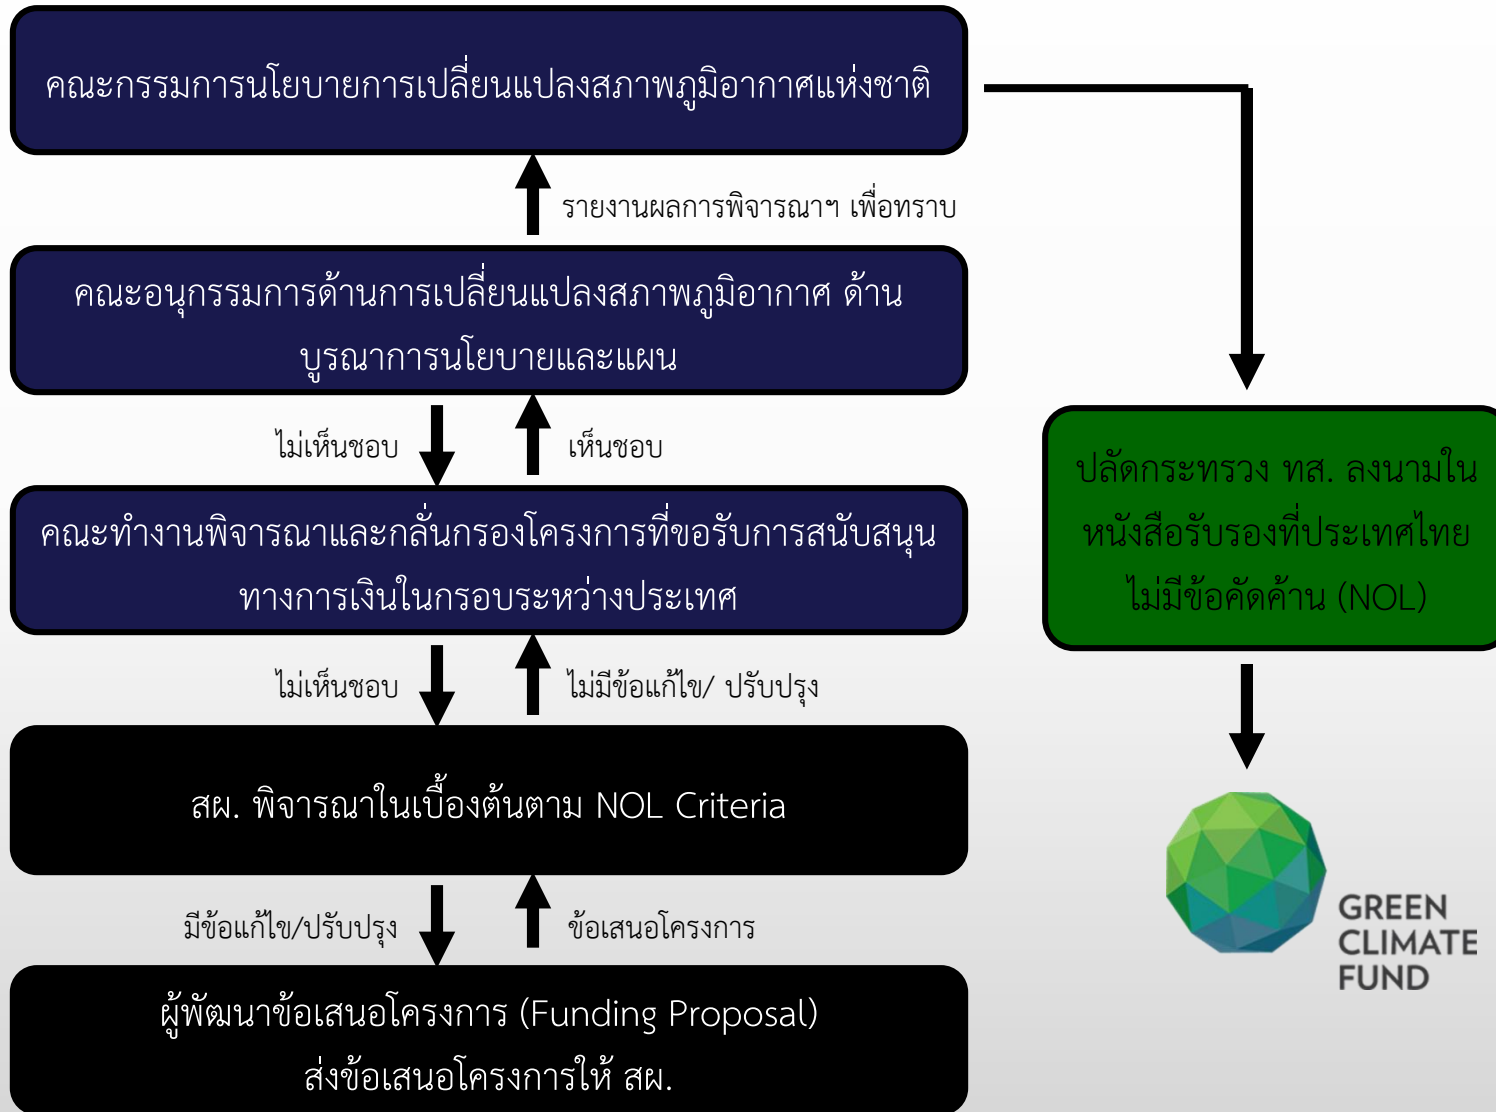 คณะกรรมการนโยบายการเปลี่ยนแปลงสภาพภูมิอากาศแห่งชาติ
รายงานผลการพิจารณาฯ เพื่อทราบ
คณะอนุกรรมการด้านการเปลี่ยนแปลงสภาพภูมิอากาศ ด้าน
บูรณาการนโยบายและแผน
ไม่เห็นชอบ
เห็นชอบ
คณะทำงานพิจารณาและกลั่นกรองโครงการที่ขอรับการสนับสนุน
ทางการเงินในกรอบระหว่างประเทศ
ไม่เห็นชอบ
ไม่มีข้อแก้ไข/ ปรับปรุง
สผ. พิจารณาในเบื้องต้นตาม NOL Criteria
มีข้อแก้ไข/ปรับปรุง
ข้อเสนอโครงการ
ผู้พัฒนาข้อเสนอโครงการ (Funding Proposal)
ส่งข้อเสนอโครงการให้ สผ.
ปลัดกระทรวง ทส. ลงนามใน
หนังสือรับรองที่ประเทศไทย
ไม่มีข้อคัดค้าน (NOL)
GREEN
CLIMATE
FUND